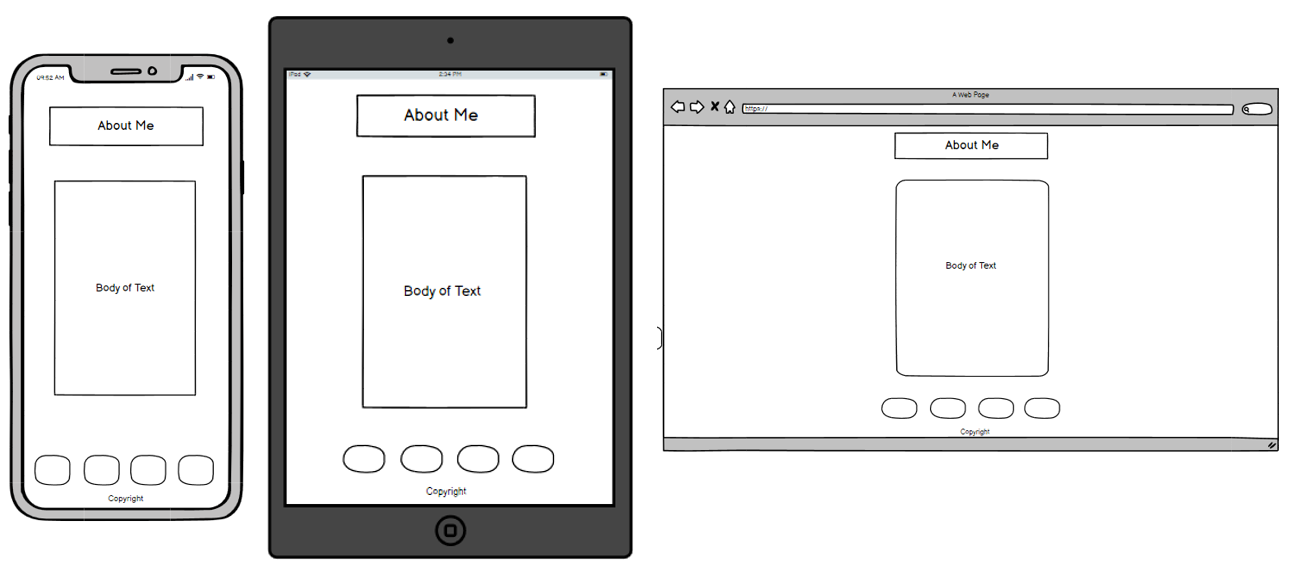 09:52 AM
About Me
Body of Text
Copyright
iPad
2:34 PM
About Me
Body of Text
Copyright
A Web Page
https://
About Me
Body of Text
Copyright